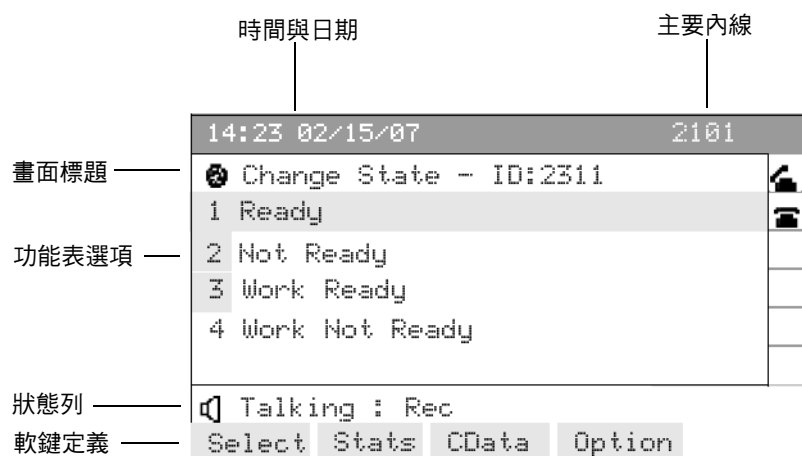 時間與日期 主要內線
14:23 02/15/07 2101
畫面標題 Change State - ID:2311
1 Ready
功能表選項 2 Not Ready
3 Work Ready
4 Work Not Ready
狀態列 Talking : Rec
軟鍵定義 Select Stats CData Option